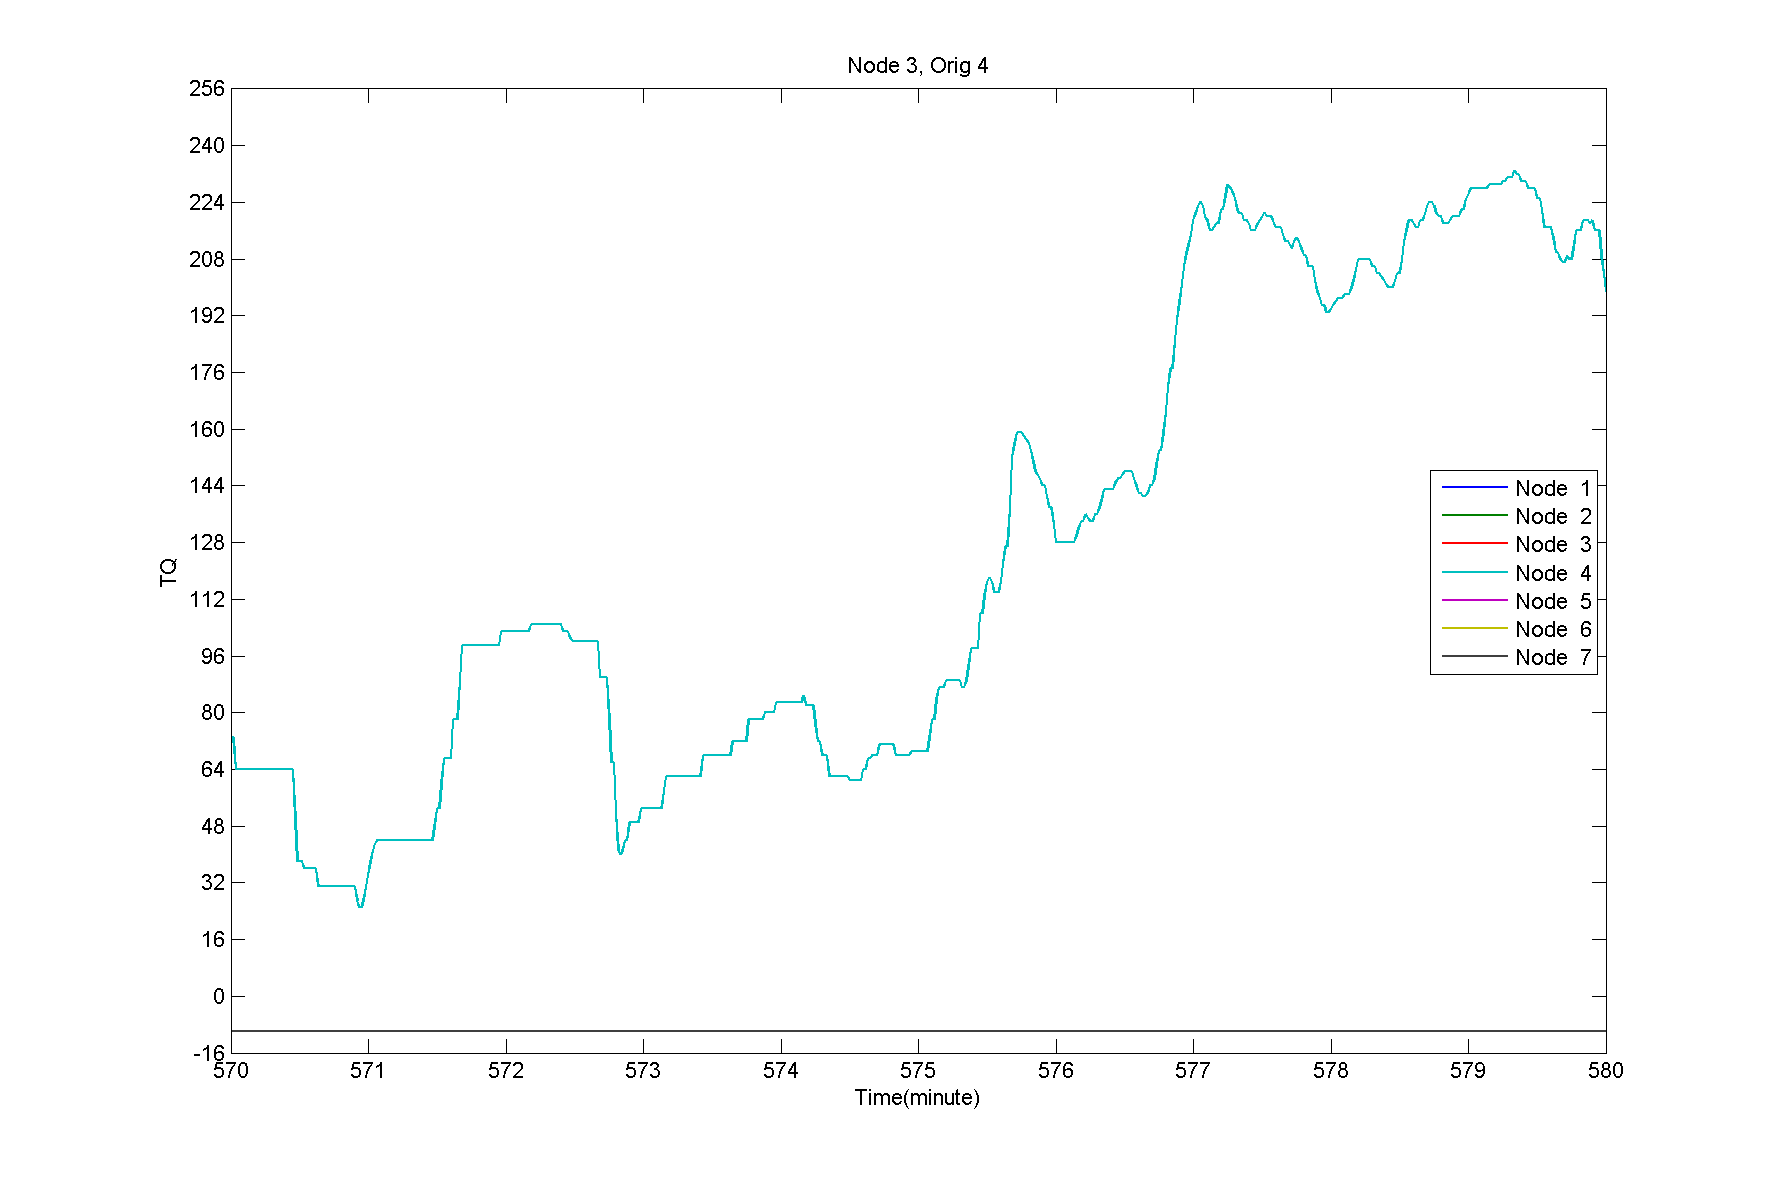 Node 3, Orig 4
256
240
224
208
192
176
160
144
128
112
96
80
64
48
32
16
0
-16
TQ
Node 1
Node 2
Node 3
Node 4
Node 5
Node 6
Node 7
570 571 572 573 574 575 576 577 578 579 580
Time(minute)